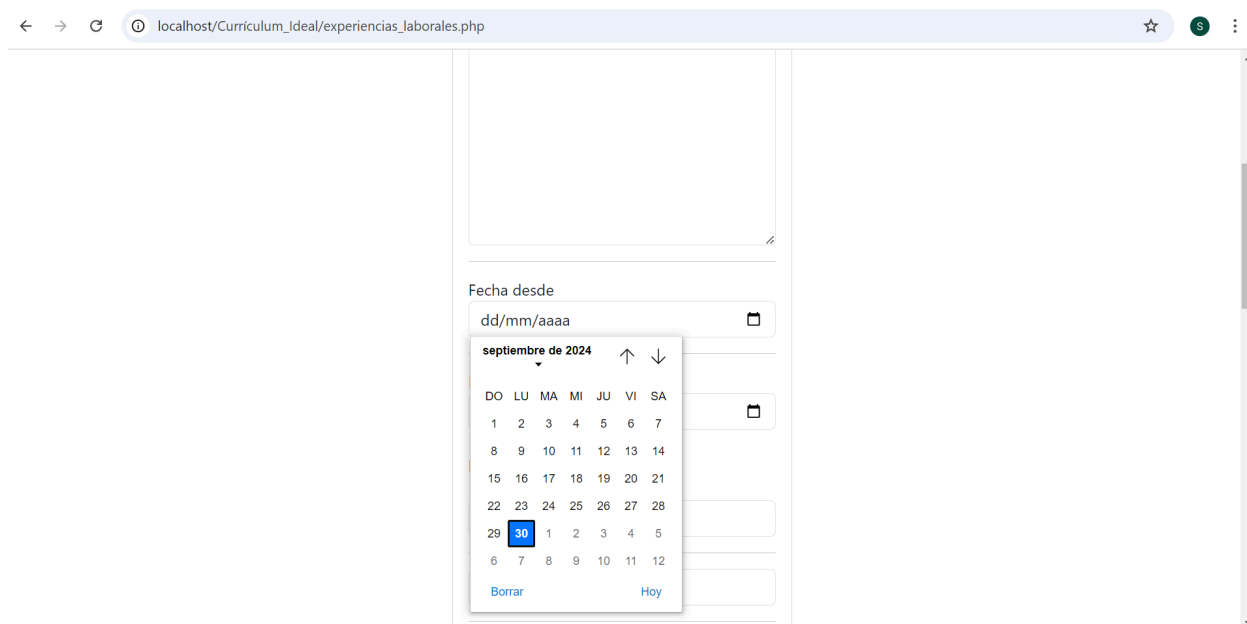 localhost/Currículum_Ideal/experiencias_laborales.php
S
Fecha desde
dd/mm/aaaa
septiembre de 2024
DO LU MA MI JU VI SA
1 2 3 4 5 6 7
8 9 10 11 12 13 14
15 16 17 18 19 20 21
22 23 24 25 26 27 28
29 30 1 2 3 4 5
6 7 8 9 10 11 12
Borrar Hoy